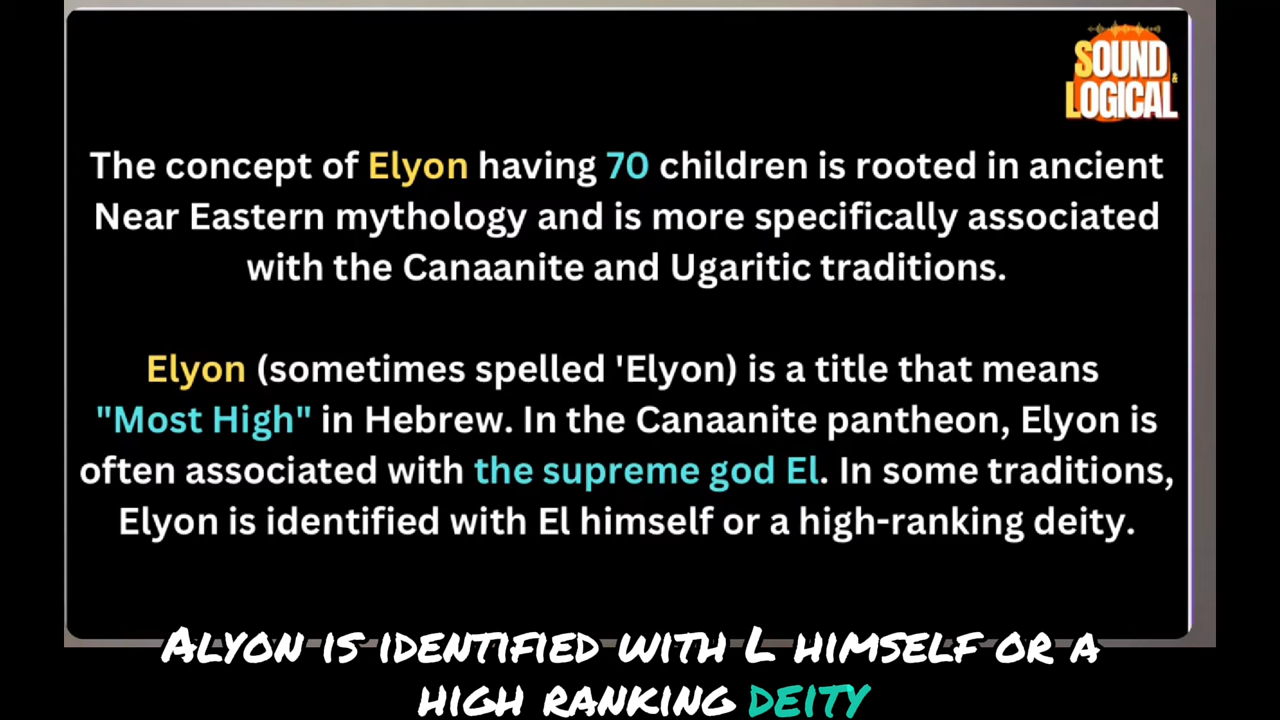 SOUND
&
LOGICAL
The concept of Elyon having 70 children is rooted in ancient
Near Eastern mythology and is more specifically associated
with the Canaanite and Ugaritic traditions.
Elyon (sometimes spelled 'Elyon) is a title that means
"Most High" in Hebrew. In the Canaanite pantheon, Elyon is
often associated with the supreme god El. In some traditions,
Elyon is identified with El himself or a high-ranking deity.
ALYON IS IDENTIFIED WITH L HIMSELF OR A
HIGH RANKING DEITY